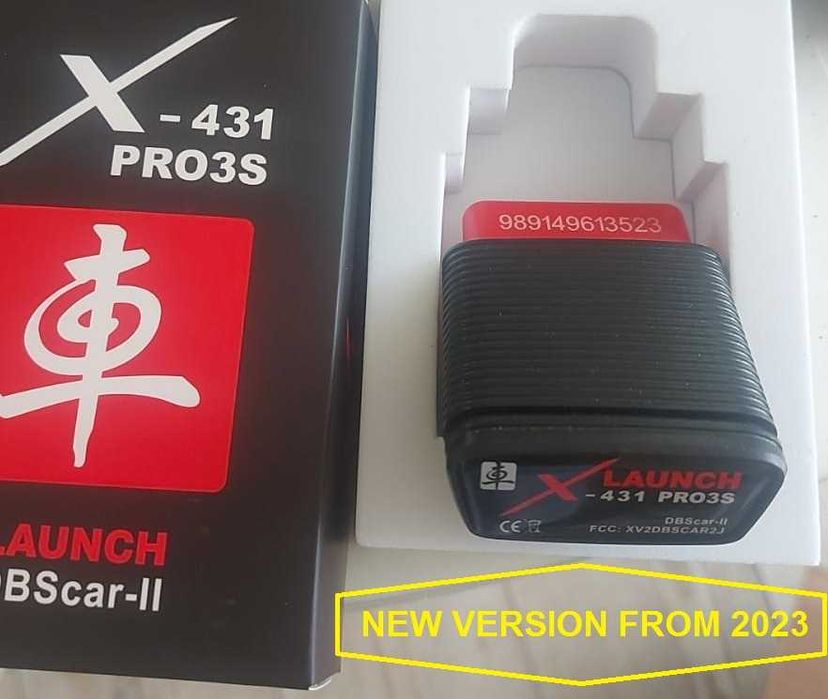 X-431
PRO3S
車
LAUNCH
DBScar-II
989149613523
車
LAUNCH
X-431 PRO3S
DBScar-II
CE FCC: XV2DBSCAR2J
NEW VERSION FROM 2023